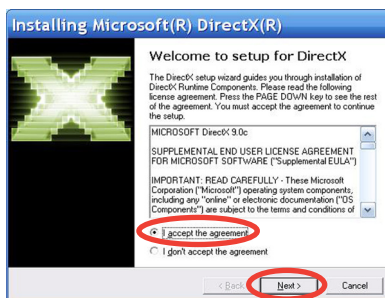 Installing Microsoft(R) DirectX(R)
Welcome to setup for DirectX
The DirectX setup wizard guides you through installation of
DirectX Runtime Components. Please read the following
license agreement. Press the PAGE DOWN key to see the rest
of the agreement. You must accept the agreement to continue
the setup.
MICROSOFT DirectX 9.0c
SUPPLEMENTAL END USER LICENSE AGREEMENT
FOR MICROSOFT SOFTWARE ("Supplemental EULA")
IMPORTANT: READ CAREFULLY - These Microsoft
Corporation ("Microsoft") operating system components,
including any "online" or electronic documentation ("OS
Components") are subject to the terms and conditions of
I accept the agreement
I don't accept the agreement
< Back
Next >
Cancel